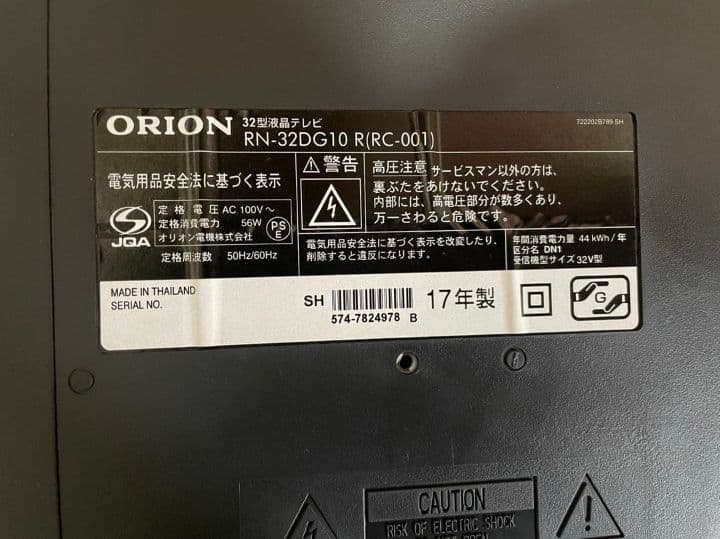 ORION 32型液晶テレビ
RN-32DG10 R(RC-001)
722202B789 SH
電気用品安全法に基づく表示
JQA
定格電圧 AC 100V～
定格消費電力 56W
オリオン電機株式会社
PSE
定格周波数 50Hz/60Hz
⚠警告
高圧注意 サービスマン以外の方は、
裏ぶたをあけないでください。
内部には、高電圧部分が数多くあり、
万一さわると危険です。
電気用品安全法に基づく表示を改変したり、
削除すると違反になります。
年間消費電力量 44 kWh/年
区分名 DN1
受信機型サイズ 32V型
MADE IN THAILAND
SERIAL NO.
SH
574-7824978 B
17年製
G
CAUTION
RISK OF ELECTRIC SHOCK